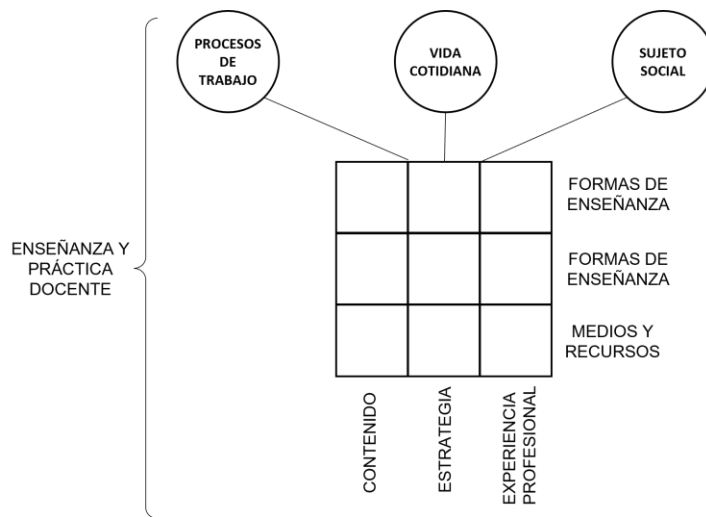 PROCESOS
DE
TRABAJO
VIDA
COTIDIANA
SUJETO
SOCIAL
FORMAS DE
ENSEÑANZA
ENSEÑANZA Y
PRÁCTICA
DOCENTE
FORMAS DE
ENSEÑANZA
MEDIOS Y
RECURSOS
CONTENIDO
ESTRATEGIA
EXPERIENCIA
PROFESIONAL